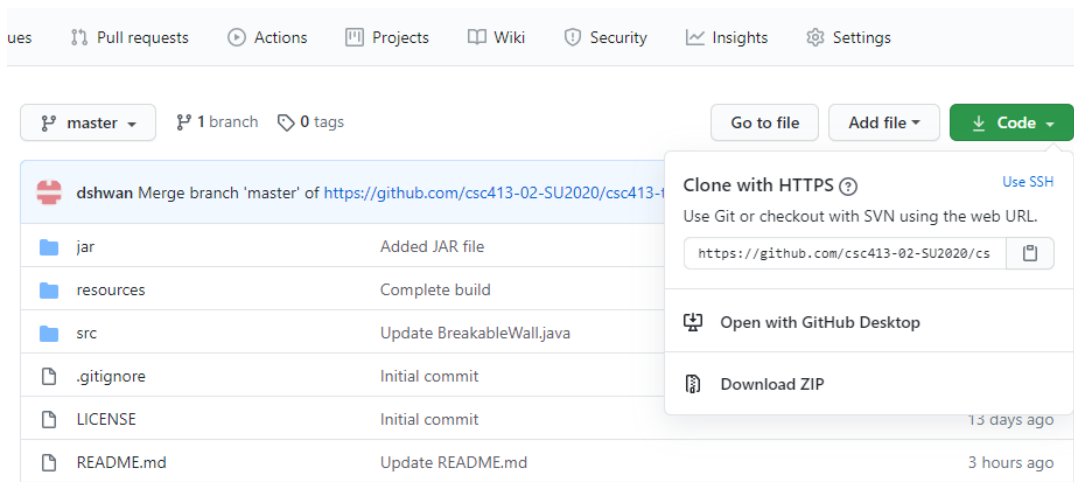 ues Pull requests Actions Projects Wiki Security Insights Settings
master 1 branch 0 tags Go to file Add file Code
dshwan Merge branch 'master' of https://github.com/csc413-02-SU2020/csc413-t
Clone with HTTPS Use SSH
Use Git or checkout with SVN using the web URL.
https://github.com/csc413-02-SU2020/cs
Open with GitHub Desktop
Download ZIP
jar Added JAR file
resources Complete build
src Update BreakableWall.java
.gitignore Initial commit
LICENSE Initial commit 13 days ago
README.md Update README.md 3 hours ago